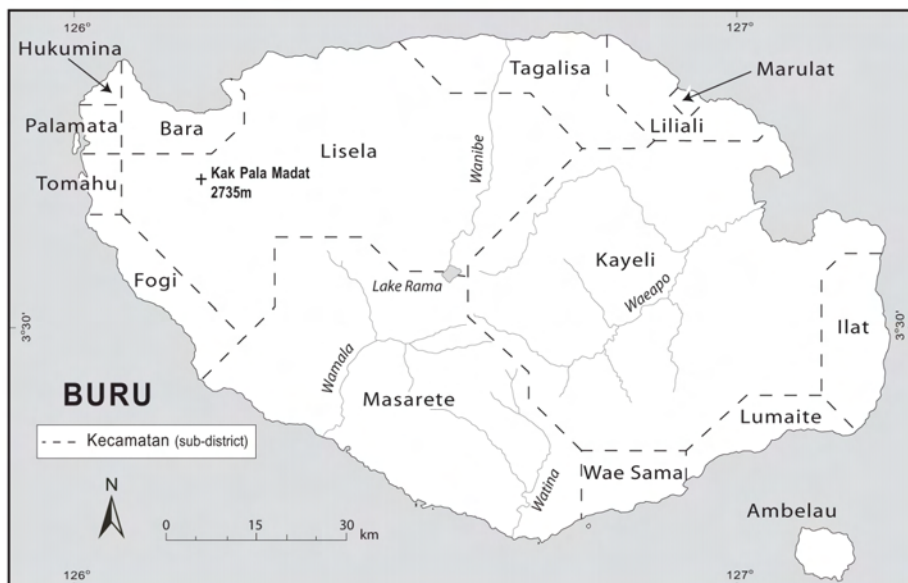 126°
127°
Hukumina
Tagalisa
Marulat
Palamata
Bara
Liliali
Lisela
Wanibe
Kak Pala Madat
2735m
Tomahu
Kayeli
Fogi
Lake Rama
Waeapo
3°30
3°30
Ilat
Wamala
BURU
Masarete
Lumaite
Kecamatan (sub-district)
Wae Sama
Watina
N
Ambelau
0 15 30
km
126°
127°